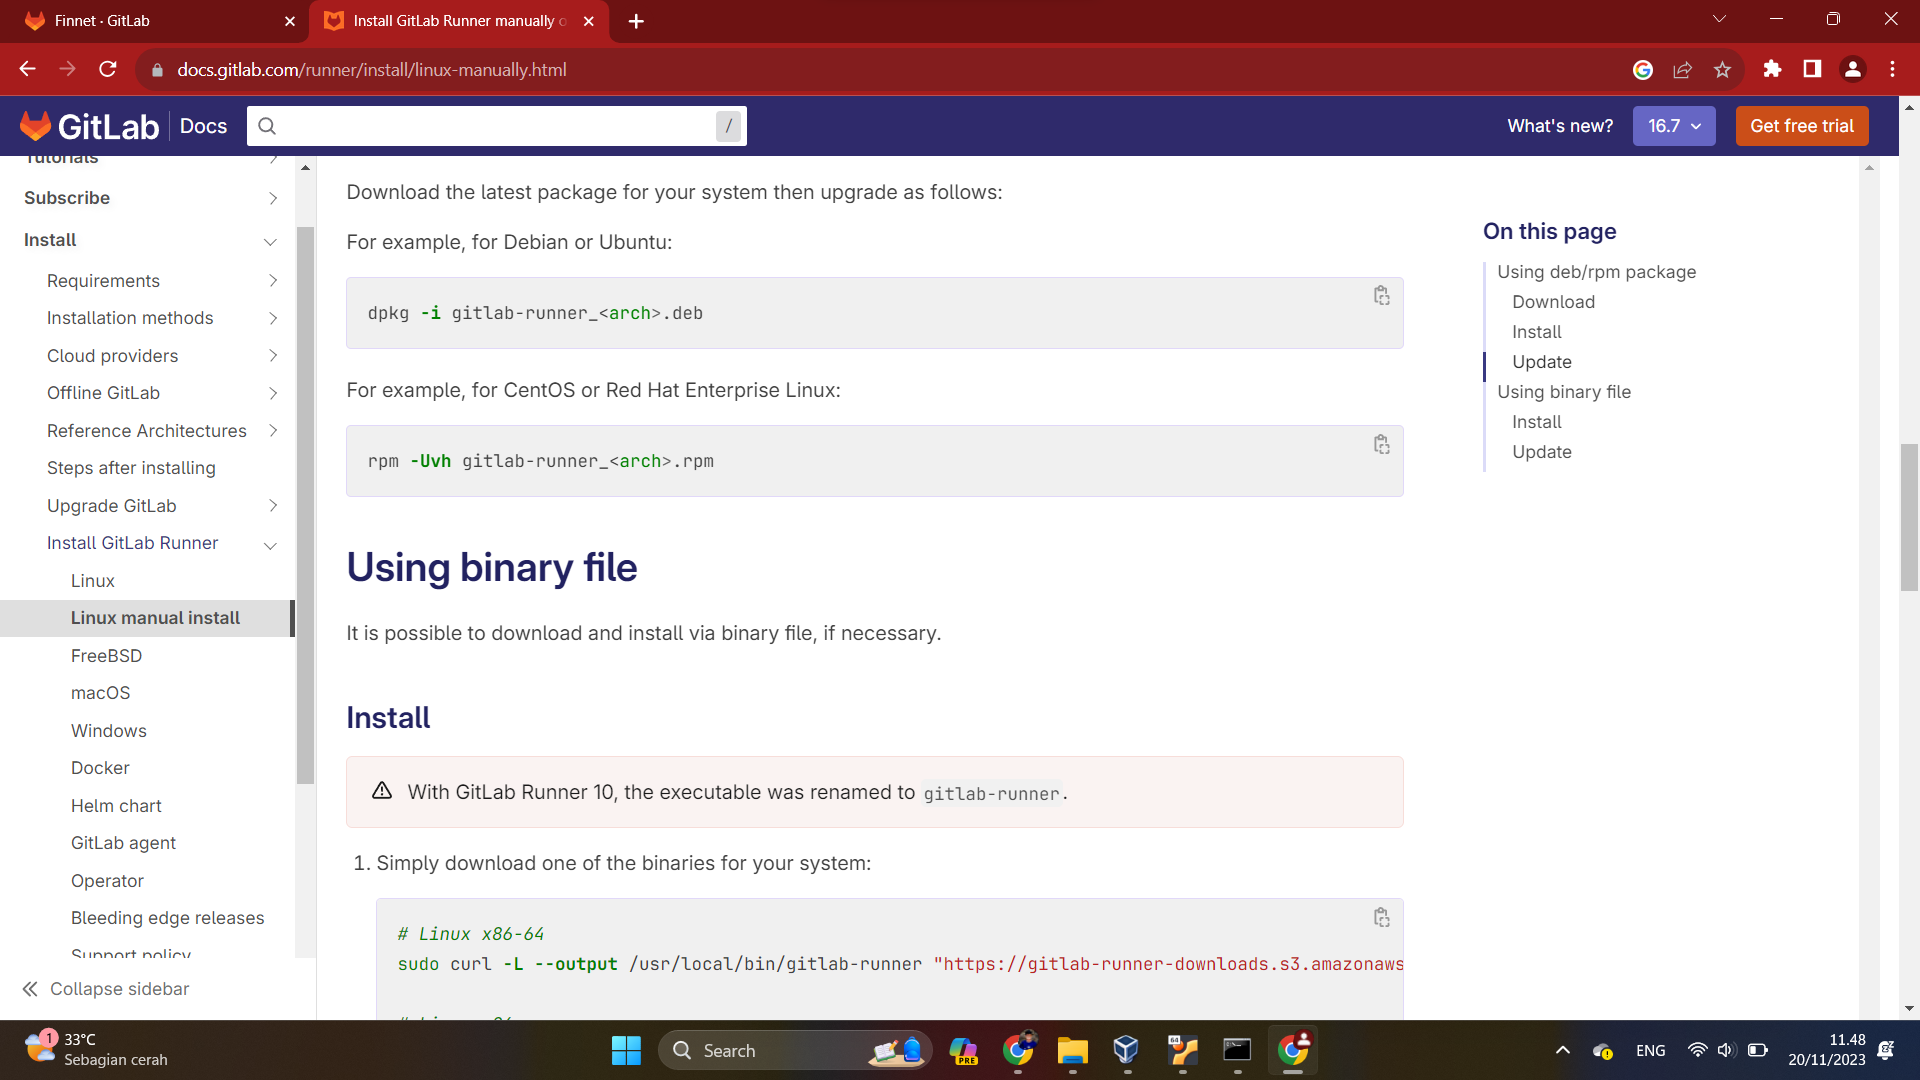 Finnet · GitLab
Install GitLab Runner manually o
docs.gitlab.com/runner/install/linux-manually.html
GitLab Docs
/
What's new?
16.7
Get free trial
Tutorials
Subscribe
Install
Requirements
Installation methods
Cloud providers
Offline GitLab
Reference Architectures
Steps after installing
Upgrade GitLab
Install GitLab Runner
Linux
Linux manual install
FreeBSD
macOS
Windows
Docker
Helm chart
GitLab agent
Operator
Bleeding edge releases
Support policy
Collapse sidebar
Download the latest package for your system then upgrade as follows:
For example, for Debian or Ubuntu:
dpkg -i gitlab-runner_<arch>.deb
For example, for CentOS or Red Hat Enterprise Linux:
rpm -Uvh gitlab-runner_<arch>.rpm
Using binary file
It is possible to download and install via binary file, if necessary.
Install
With GitLab Runner 10, the executable was renamed to gitlab-runner.
1. Simply download one of the binaries for your system:
# Linux x86-64
sudo curl -L --output /usr/local/bin/gitlab-runner "https://gitlab-runner-downloads.s3.amazonaws
On this page
Using deb/rpm package
Download
Install
Update
Using binary file
Install
Update
1
33°C
Sebagian cerah
Search
PRE
64
ENG
11.48
20/11/2023